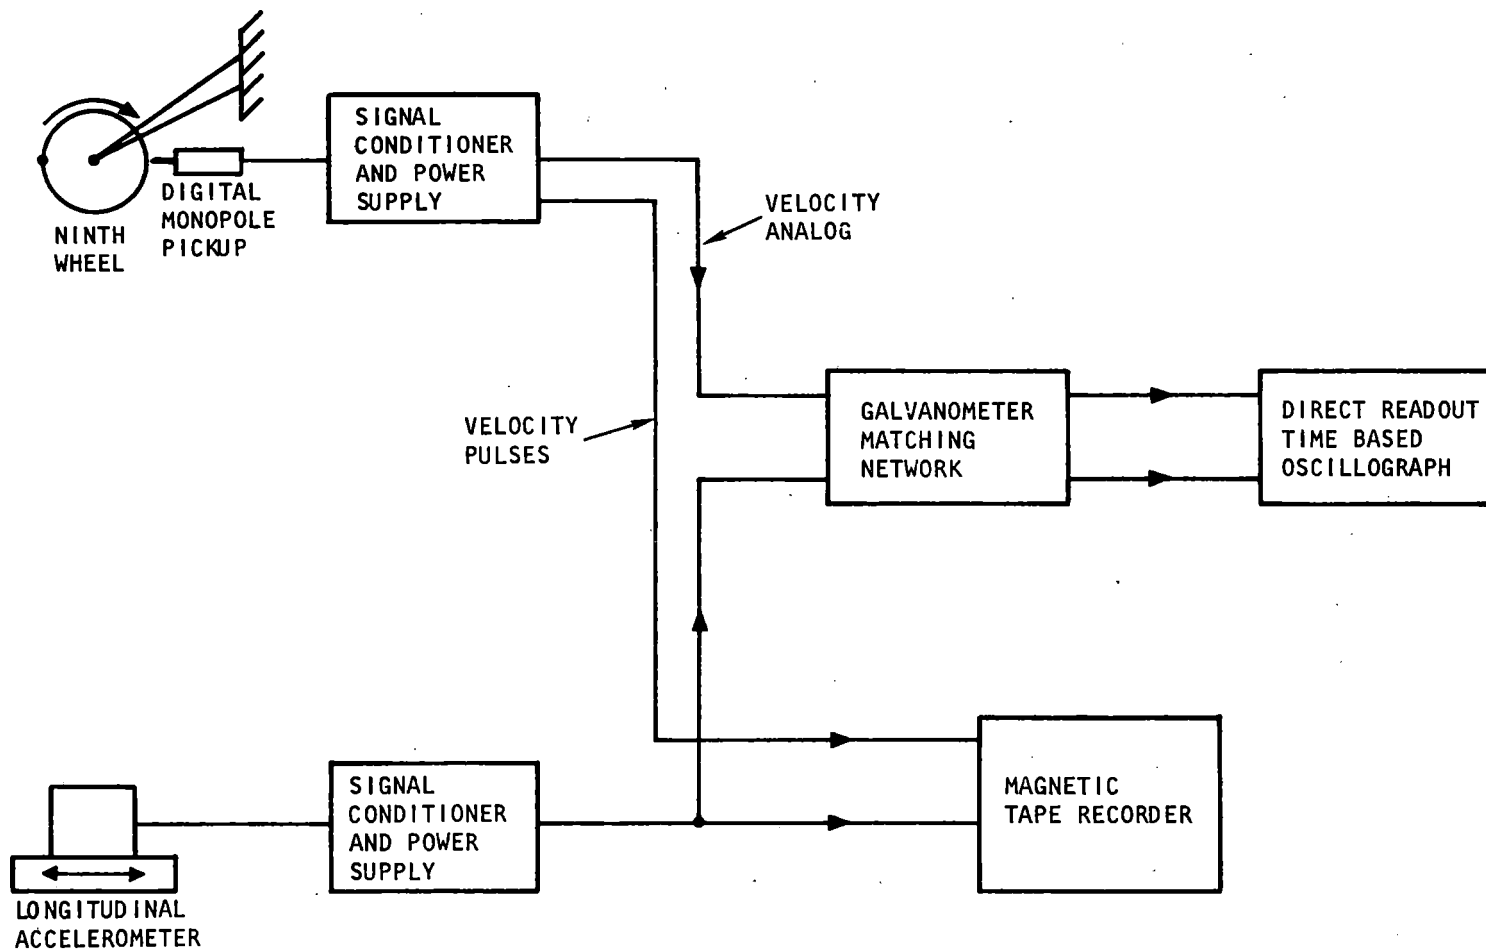 SIGNAL
CONDITIONER
AND POWER
SUPPLY
DIGITAL
MONOPOLE
PICKUP
NINTH
WHEEL
VELOCITY
ANALOG
VELOCITY
PULSES
GALVANOMETER
MATCHING
NETWORK
DIRECT READOUT
TIME BASED
OSCILLOGRAPH
SIGNAL
CONDITIONER
AND POWER
SUPPLY
MAGNETIC
TAPE RECORDER
LONGITUDINAL
ACCELEROMETER